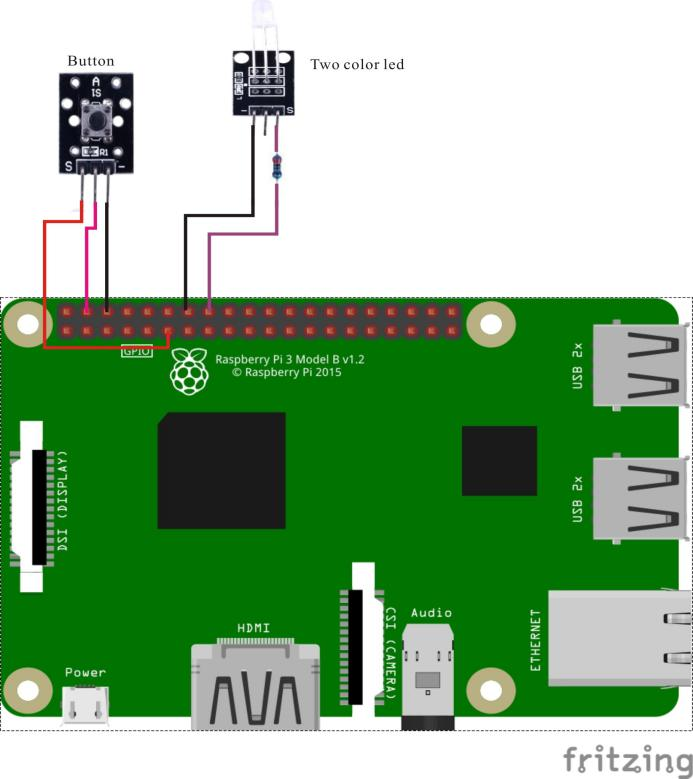 Button
Two color led
A
S1
R1
S
-
-
S
GPIO
Raspberry Pi 3 Model B v1.2
© Raspberry Pi 2015
USB 2x
USB 2x
DSI (DISPLAY)
HDMI
CSI (CAMERA)
Audio
ETHERNET
Power
fritzing